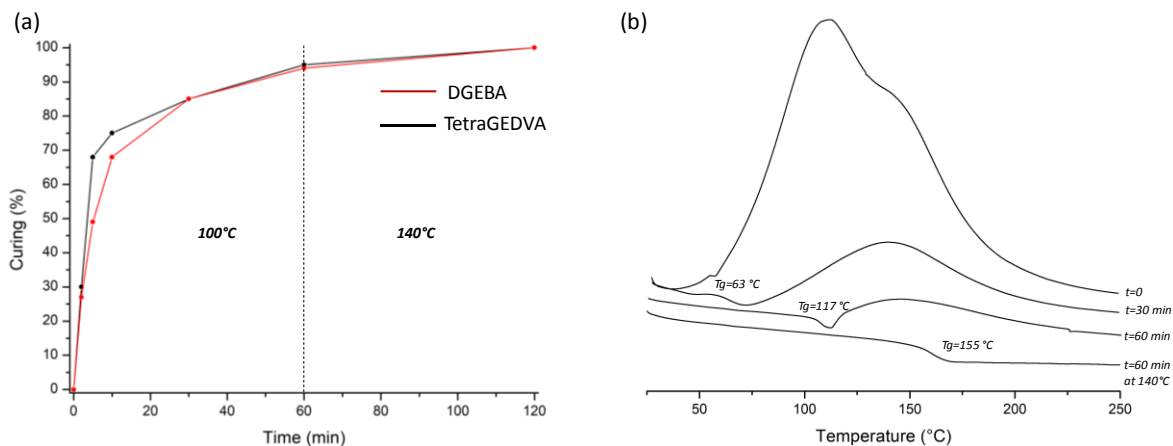 (a)
100
90
80
70
60
50
40
30
20
10
0
Curing (%)
DGEBA
TetraGEDVA
100°C
140°C
0
20
40
60
80
100
120
Time (min)
(b)
Tg=63 °C
Tg=117 °C
Tg=155 °C
t=0
t=30 min
t=60 min
t=60 min
at 140°C
50
100
150
200
250
Temperature (°C)